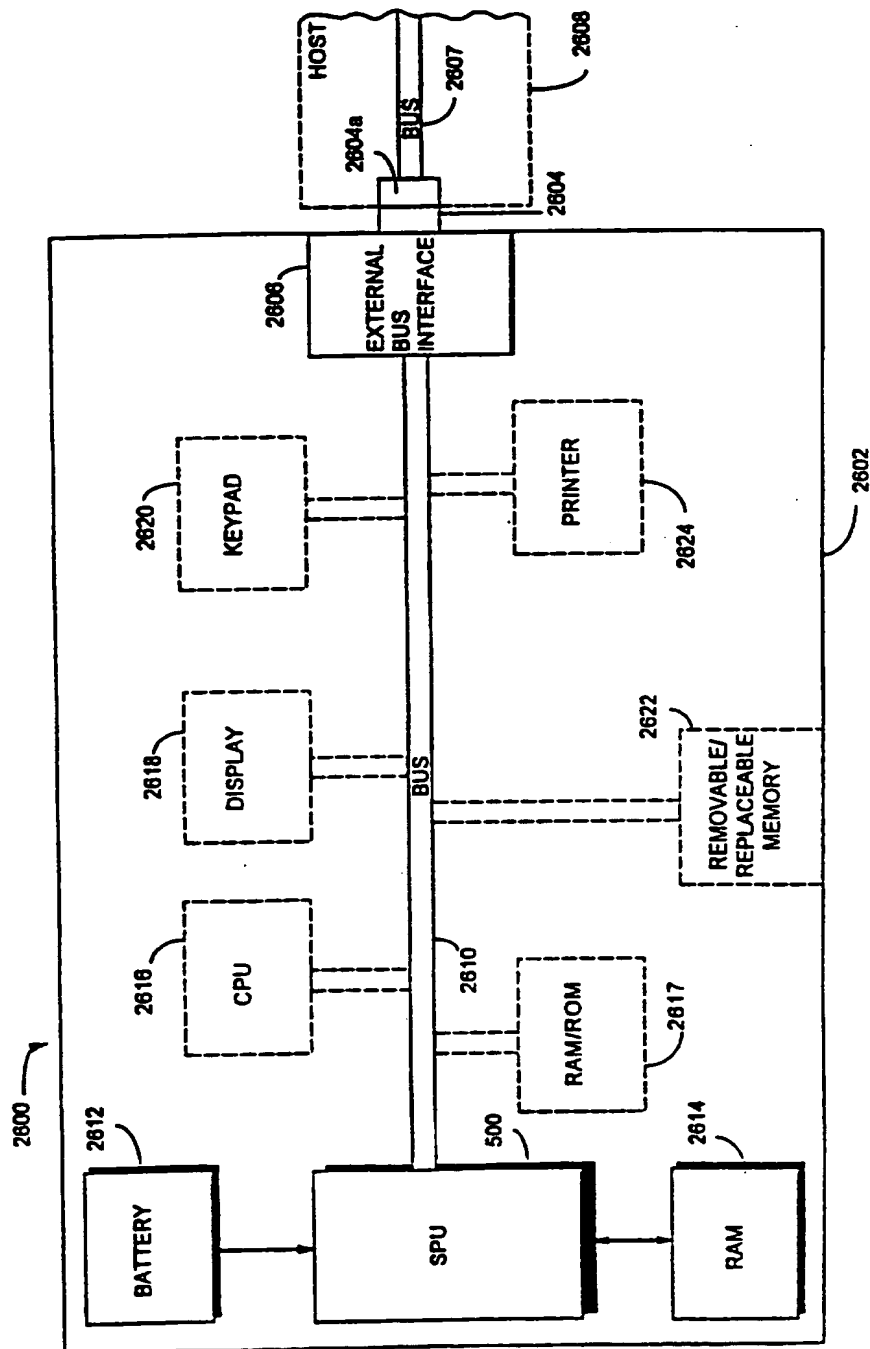 2600
BATTERY
2612
SPU
500
RAM
2614
CPU
2616
DISPLAY
2618
KEYPAD
2620
BUS
2610
RAM/ROM
2617
REMOVABLE/
REPLACEABLE
MEMORY
2622
PRINTER
2624
2602
EXTERNAL
BUS
INTERFACE
2606
2604
2604a
HOST
BUS
2607
2608